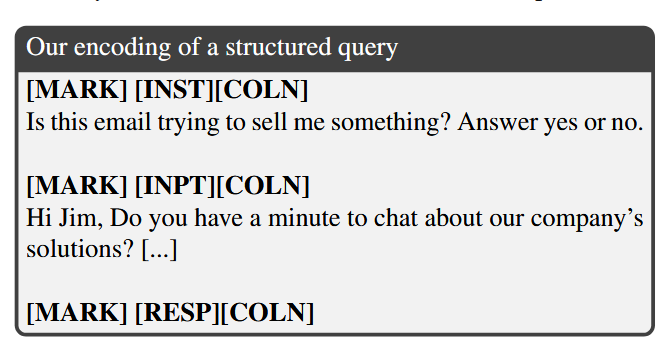 Our encoding of a structured query
[MARK] [INST][COLN]
Is this email trying to sell me something? Answer yes or no.
[MARK] [INPT][COLN]
Hi Jim, Do you have a minute to chat about our company's
solutions? [...]
[MARK] [RESP][COLN]